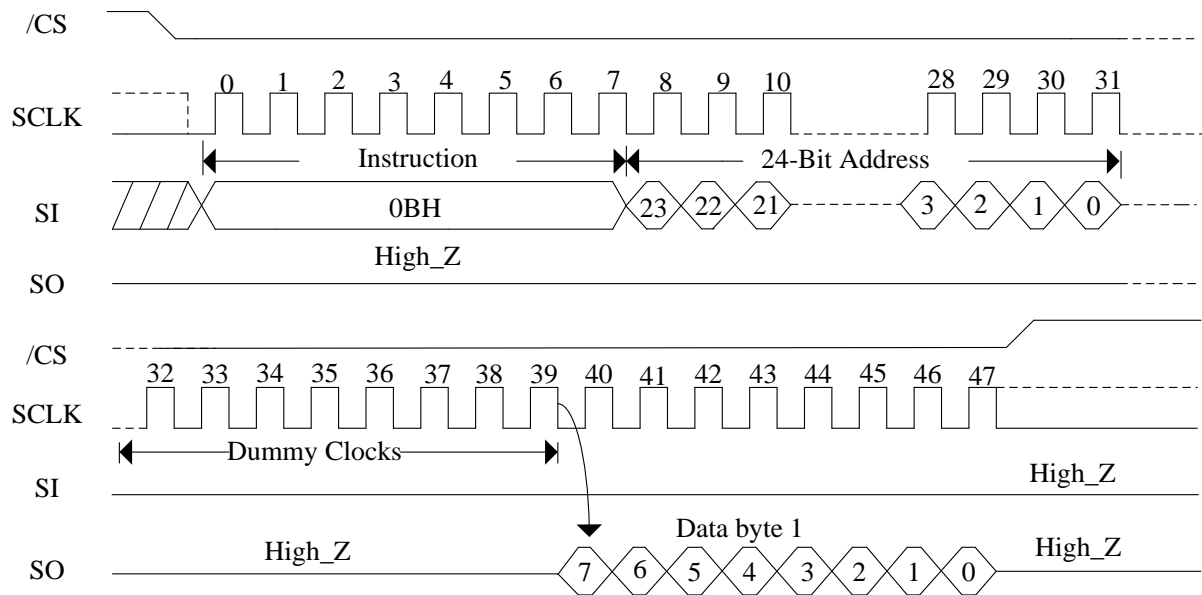 /CS
0 1 2 3 4 5 6 7 8 9 10 28 29 30 31
SCLK
Instruction 24-Bit Address
SI 0BH 23 22 21 3 2 1 0
High_Z
SO
/CS
32 33 34 35 36 37 38 39 40 41 42 43 44 45 46 47
SCLK
Dummy Clocks
SI High_Z
Data byte 1
SO High_Z 7 6 5 4 3 2 1 0 High_Z